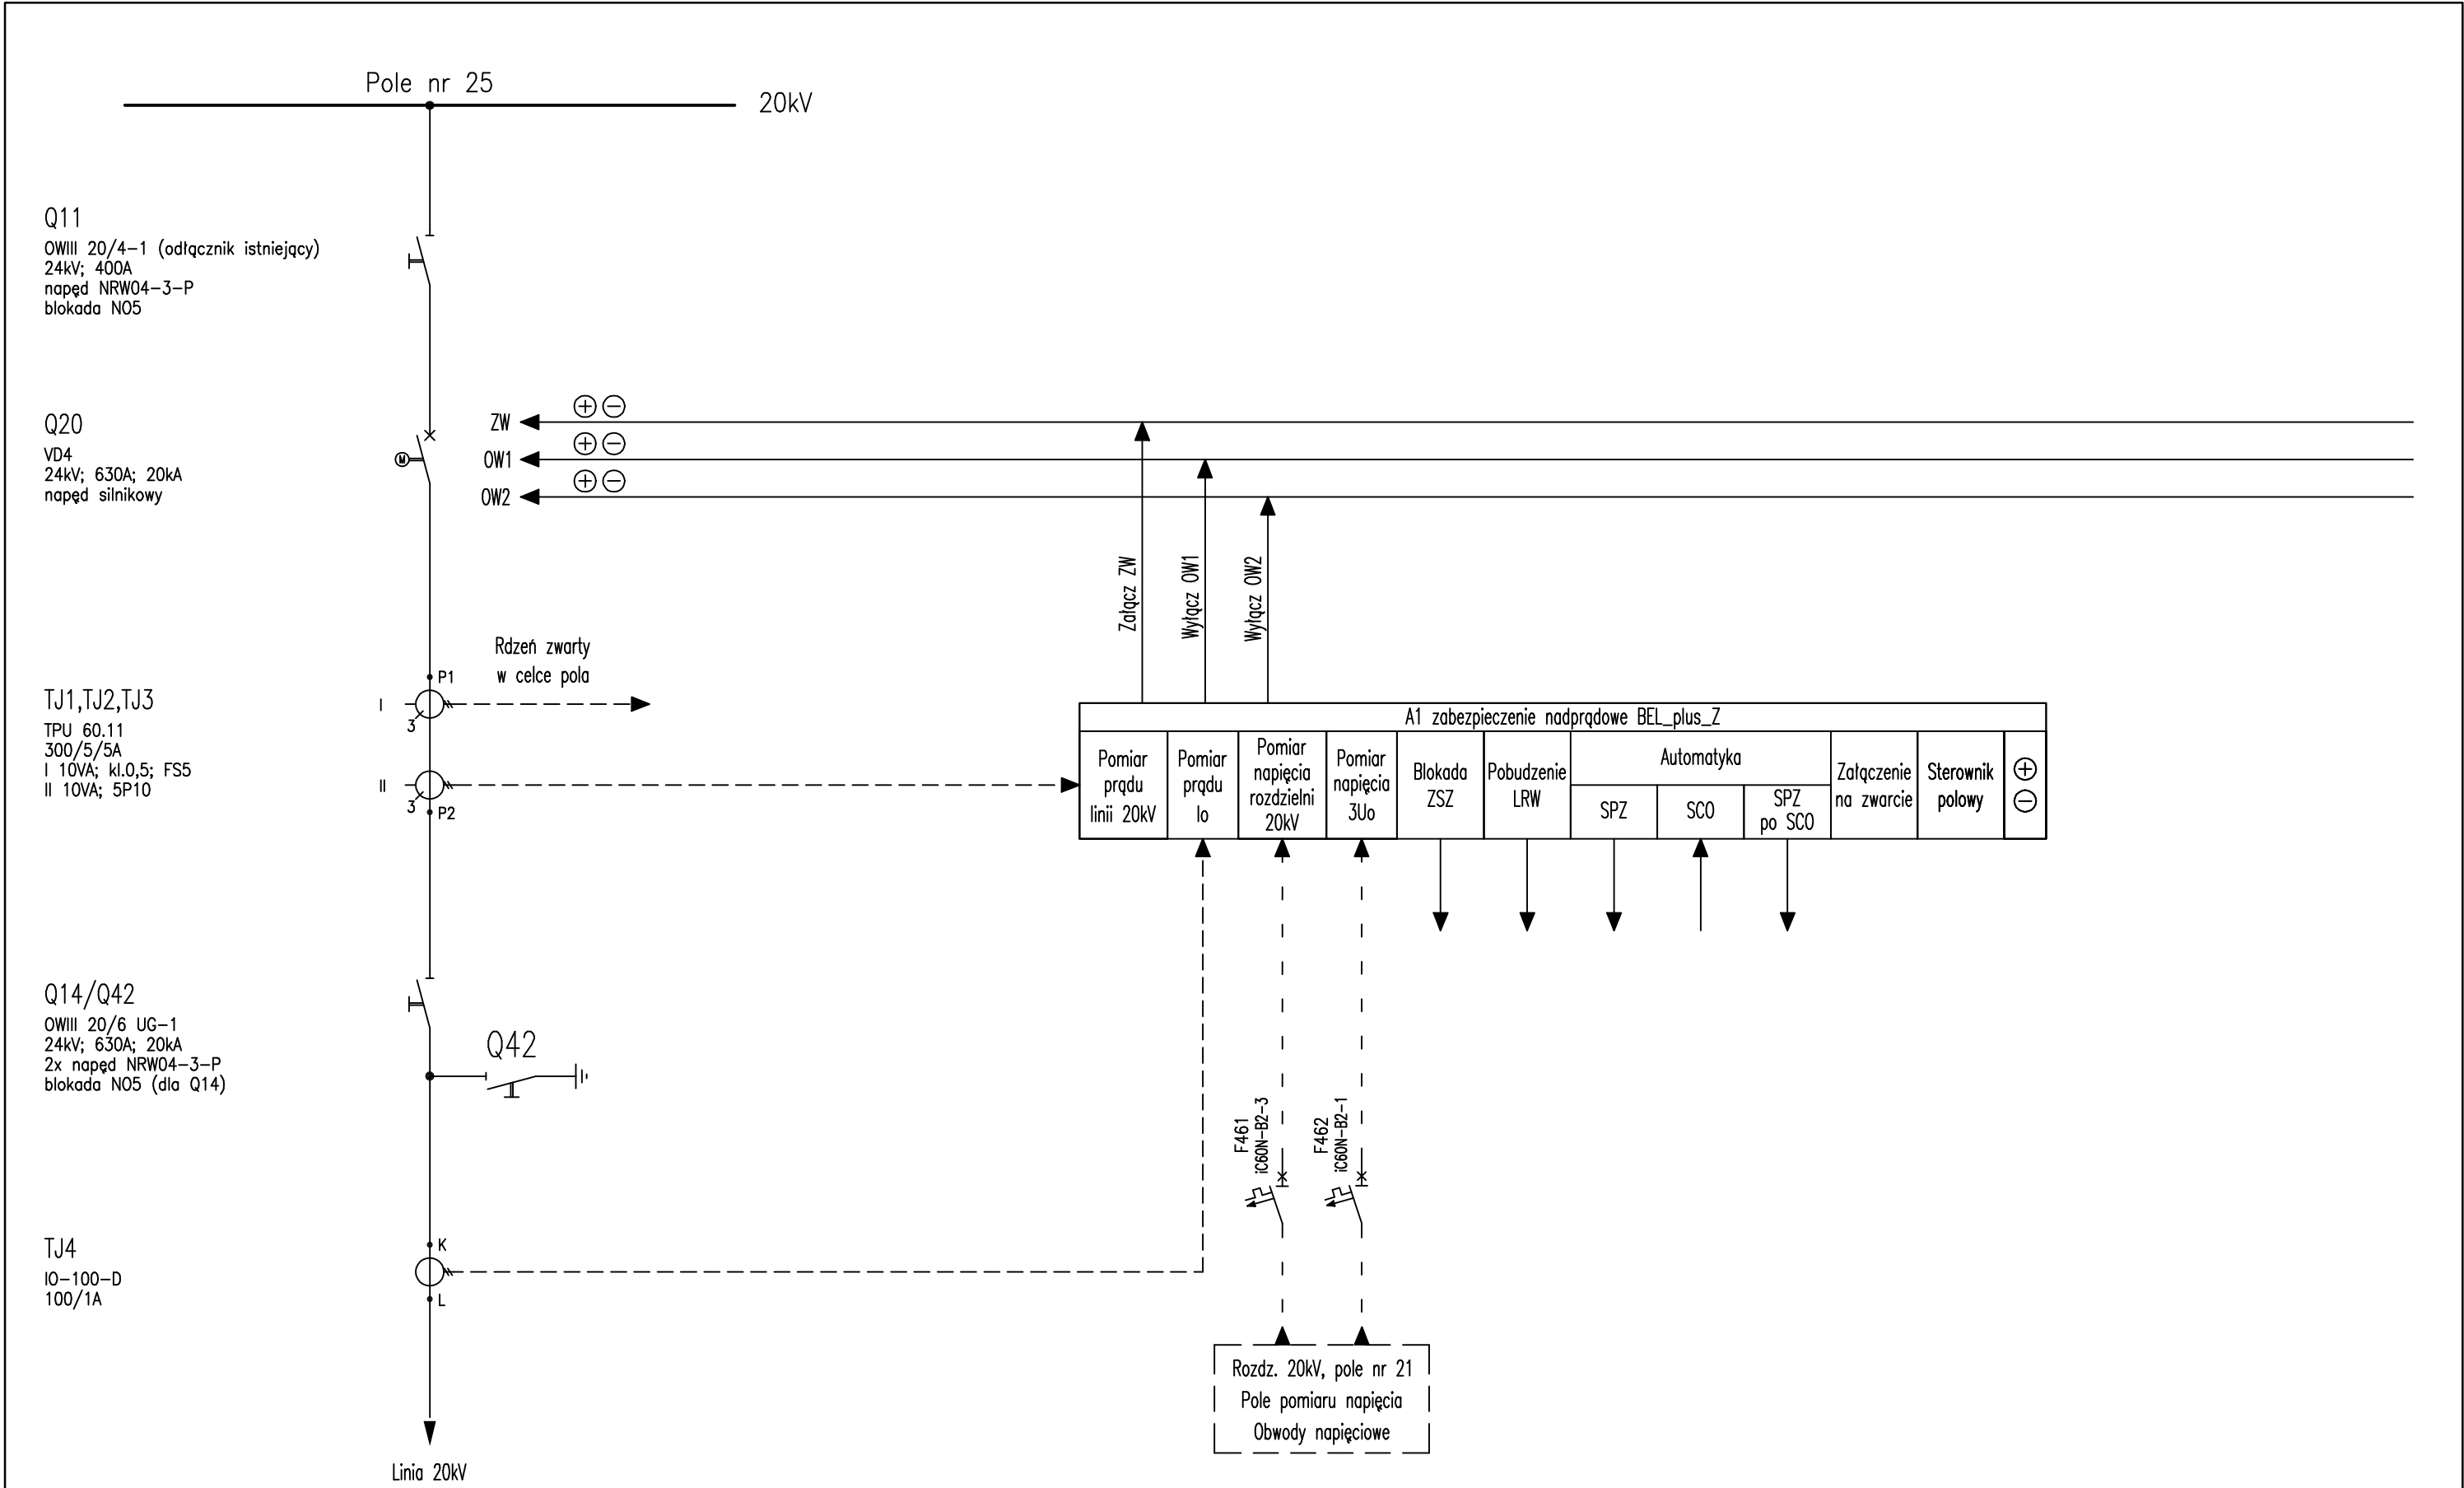 Pole nr 25
20kV
Q11
OWIII 20/4-1 (odłącznik istniejący)
24kV; 400A
napęd NRW04-3-P
blokada NO5
Q20
VD4
24kV; 630A; 20kA
napęd silnikowy
M
ZW
OW1
OW2
Załącz ZW
Wyłącz OW1
Wyłącz OW2
Rdzeń zwarty
w celce pola
TJ1,TJ2,TJ3
TPU 60.11
300/5/5A
I 10VA; kl.0,5; FS5
II 10VA; 5P10
P1
I
3
II
3
P2
A1 zabezpieczenie nadprądowe BEL_plus_Z
Pomiar
prądu
linii 20kV
Pomiar
prądu
Io
Pomiar
napięcia
rozdzielni
20kV
Pomiar
napięcia
3Uo
Blokada
ZSZ
Pobudzenie
LRW
Automatyka
SPZ
SCO
SPZ
po SCO
Załączenie
na zwarcie
Sterownik
polowy
Q14/Q42
OWIII 20/6 UG-1
24kV; 630A; 20kA
2x napęd NRW04-3-P
blokada NO5 (dla Q14)
Q42
F461
iC60N-B2-3
F462
iC60N-B2-1
TJ4
IO-100-D
100/1A
K
L
Rozdz. 20kV, pole nr 21
Pole pomiaru napięcia
Obwody napięciowe
Linia 20kV